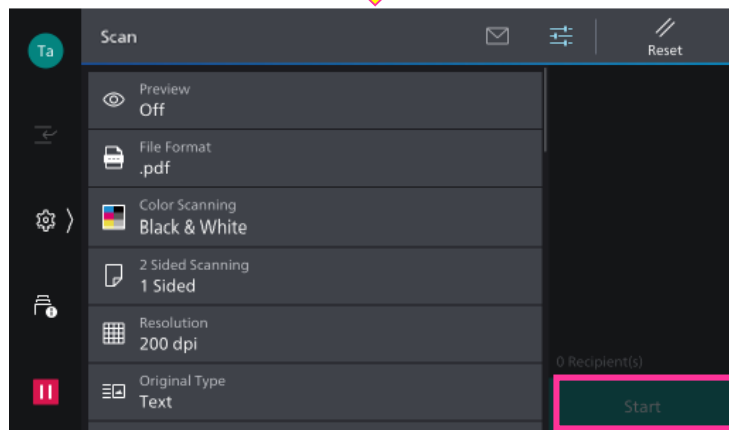 Ta
Scan
Reset
Preview
Off
File Format
.pdf
Color Scanning
Black & White
2 Sided Scanning
1 Sided
Resolution
200 dpi
Original Type
Text
0 Recipient(s)
Start